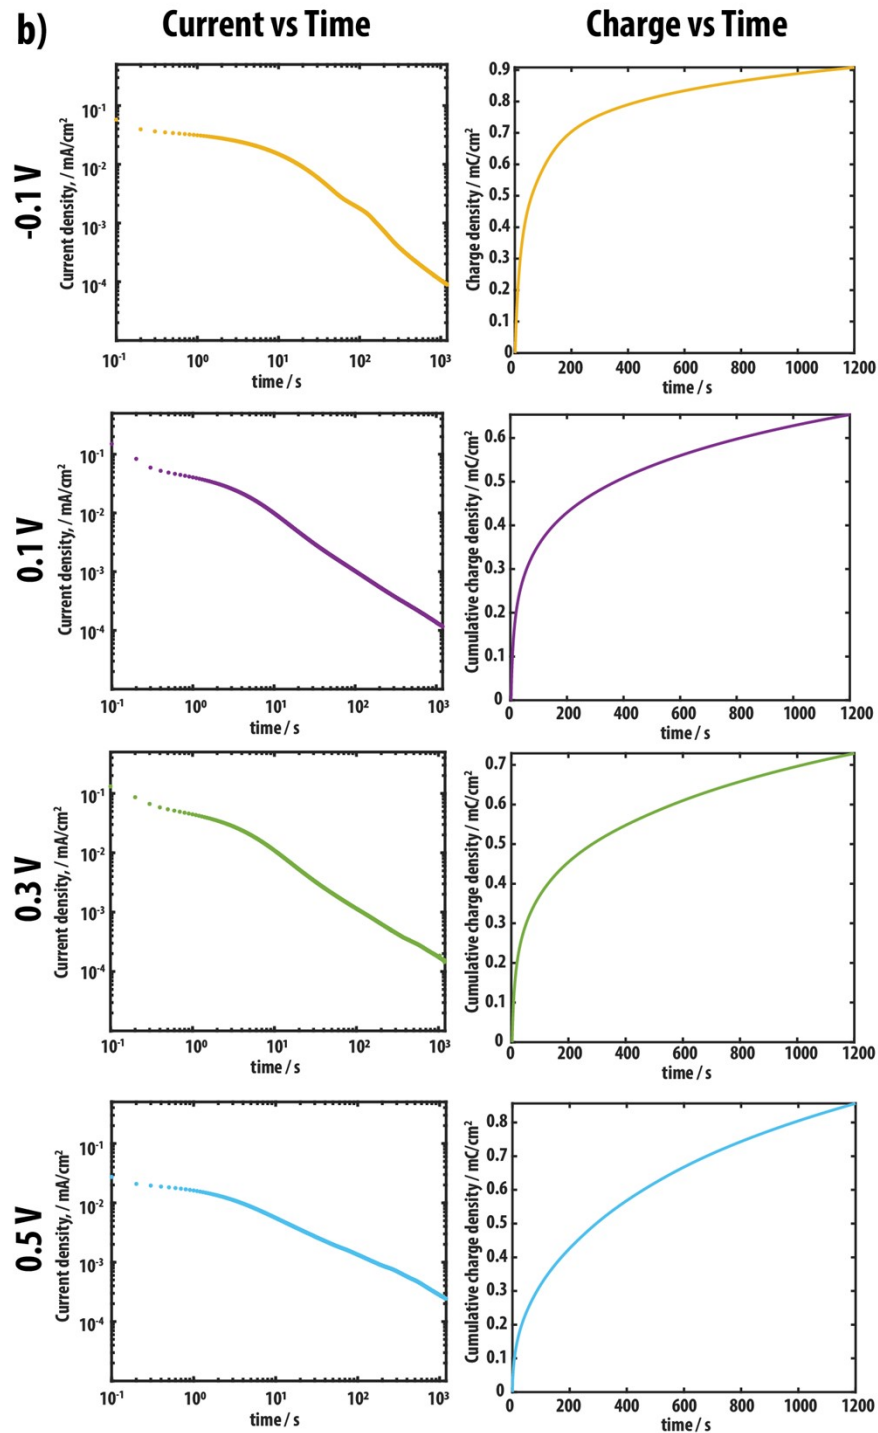 b)
Current vs Time
Charge vs Time
-0.1 V
Current density, / mA/cm²
10⁻¹
10⁻²
10⁻³
10⁻⁴
10⁻¹ 10⁰ 10¹ 10² 10³
time / s
Charge density / mC/cm²
0.9
0.8
0.7
0.6
0.5
0.4
0.3
0.2
0.1
0
0 200 400 600 800 1000 1200
time / s
0.1 V
Current density, / mA/cm²
10⁻¹
10⁻²
10⁻³
10⁻⁴
10⁻¹ 10⁰ 10¹ 10² 10³
time / s
Cumulative charge density / mC/cm²
0.6
0.5
0.4
0.3
0.2
0.1
0
0 200 400 600 800 1000 1200
time / s
0.3 V
Current density, / mA/cm²
10⁻¹
10⁻²
10⁻³
10⁻⁴
10⁻¹ 10⁰ 10¹ 10² 10³
time / s
Cumulative charge density / mC/cm²
0.7
0.6
0.5
0.4
0.3
0.2
0.1
0
0 200 400 600 800 1000 1200
time / s
0.5 V
Current density, / mA/cm²
10⁻¹
10⁻²
10⁻³
10⁻⁴
10⁻¹ 10⁰ 10¹ 10² 10³
time / s
Cumulative charge density / mC/cm²
0.8
0.7
0.6
0.5
0.4
0.3
0.2
0.1
0
0 200 400 600 800 1000 1200
time / s